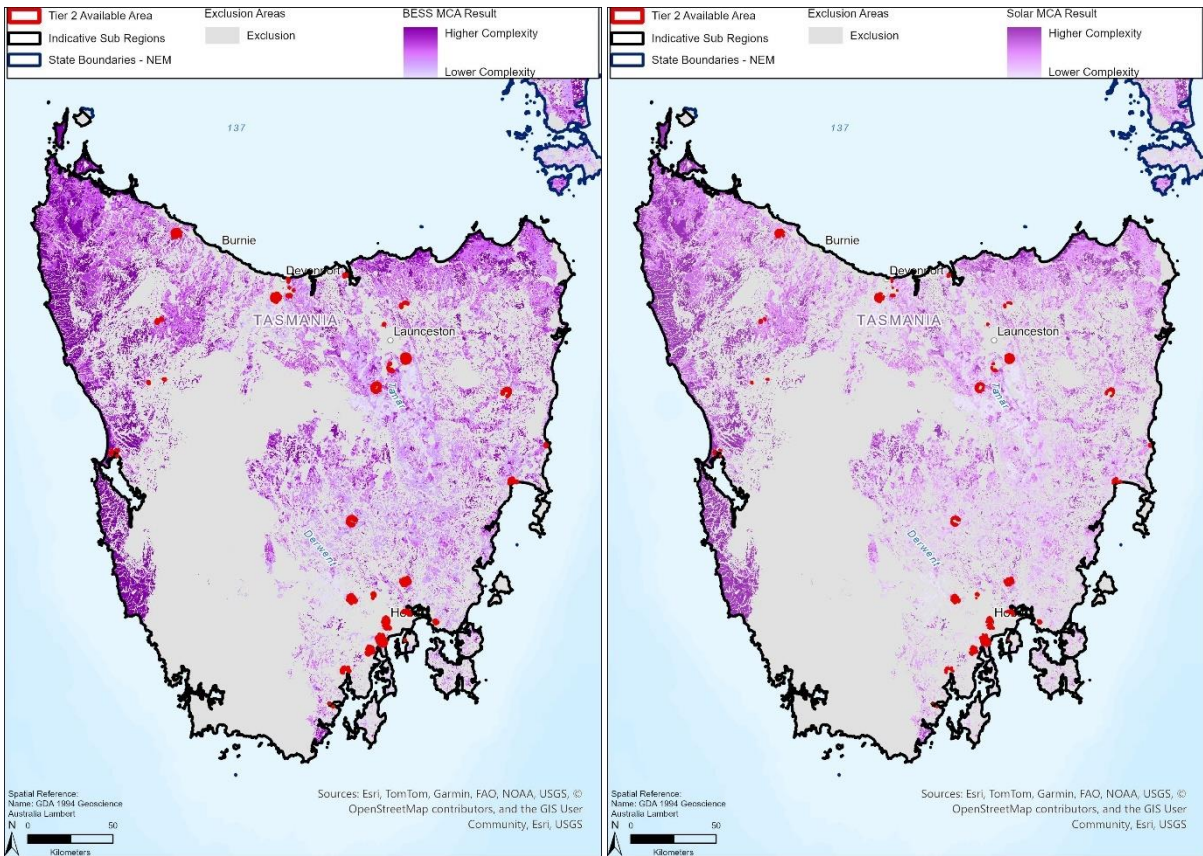 Tier 2 Available Area
Exclusion Areas
BESS MCA Result
Indicative Sub Regions
Exclusion
Higher Complexity
State Boundaries - NEM
Lower Complexity
137
Burnie
Devonport
TASMANIA
Launceston
Tamar
Derwent
Spatial Reference:
Name: GDA 1994 Geoscience
Australia Lambert
N 0 50
Kilometers
Sources: Esri, TomTom, Garmin, FAO, NOAA, USGS, ©
OpenStreetMap contributors, and the GIS User
Community, Esri, USGS
Tier 2 Available Area
Exclusion Areas
Solar MCA Result
Indicative Sub Regions
Exclusion
Higher Complexity
State Boundaries - NEM
Lower Complexity
137
Burnie
Devonport
TASMANIA
Launceston
Tamar
Derwent
Spatial Reference:
Name: GDA 1994 Geoscience
Australia Lambert
N 0 50
Kilometers
Sources: Esri, TomTom, Garmin, FAO, NOAA, USGS, ©
OpenStreetMap contributors, and the GIS User
Community, Esri, USGS